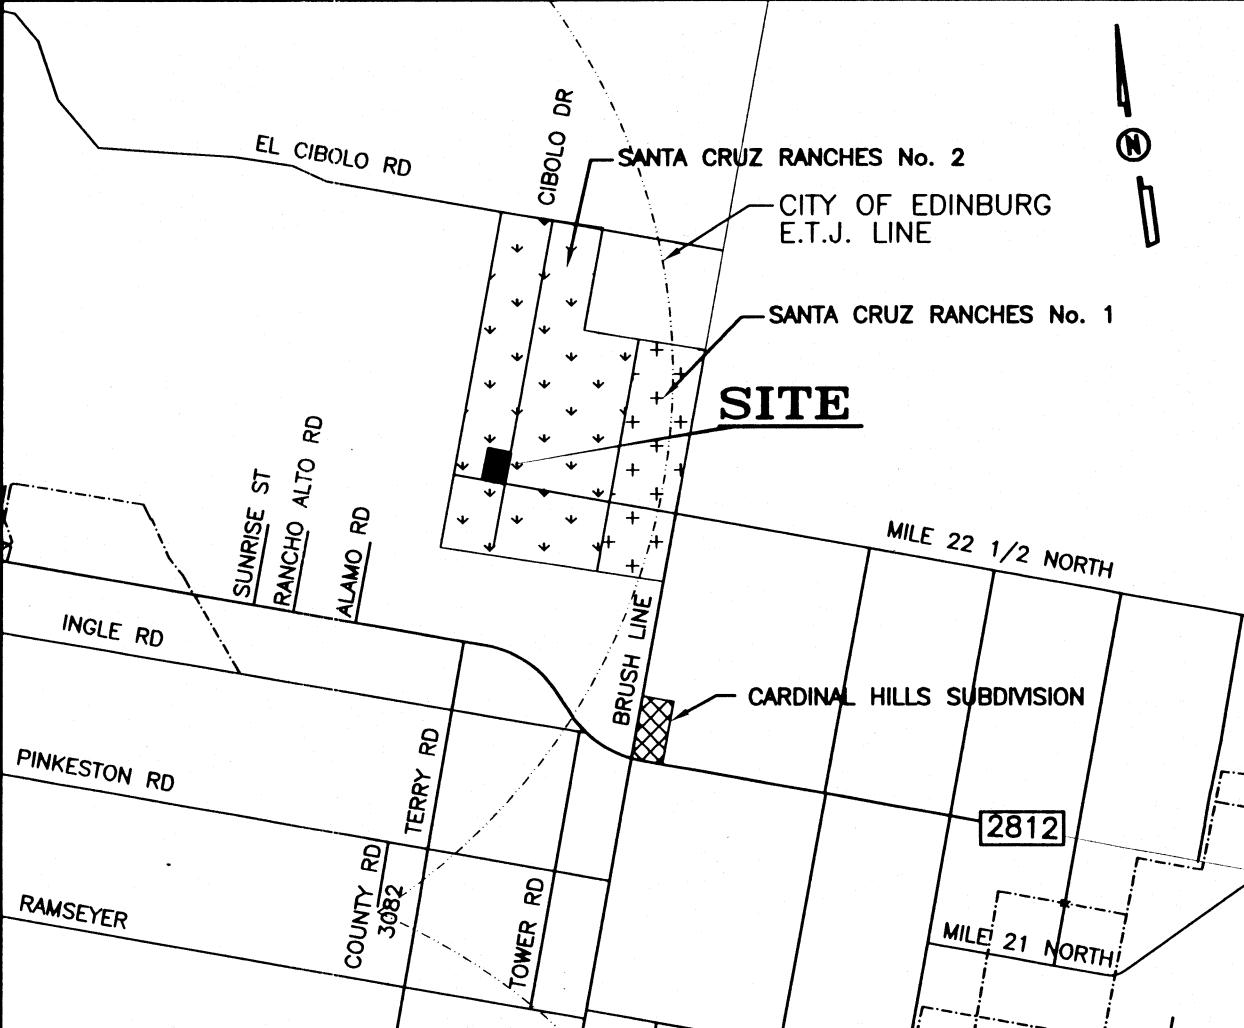 N
CIBOLO DR
EL CIBOLO RD
SANTA CRUZ RANCHES No. 2
CITY OF EDINBURG
E.T.J. LINE
SANTA CRUZ RANCHES No. 1
SITE
SUNRISE ST
RANCHO ALTO RD
ALAMO RD
MILE 22 1/2 NORTH
INGLE RD
BRUSH LINE
CARDINAL HILLS SUBDIVISION
PINKESTON RD
TERRY RD
2812
COUNTY RD
3082
TOWER RD
RAMSEYER
MILE 21 NORTH